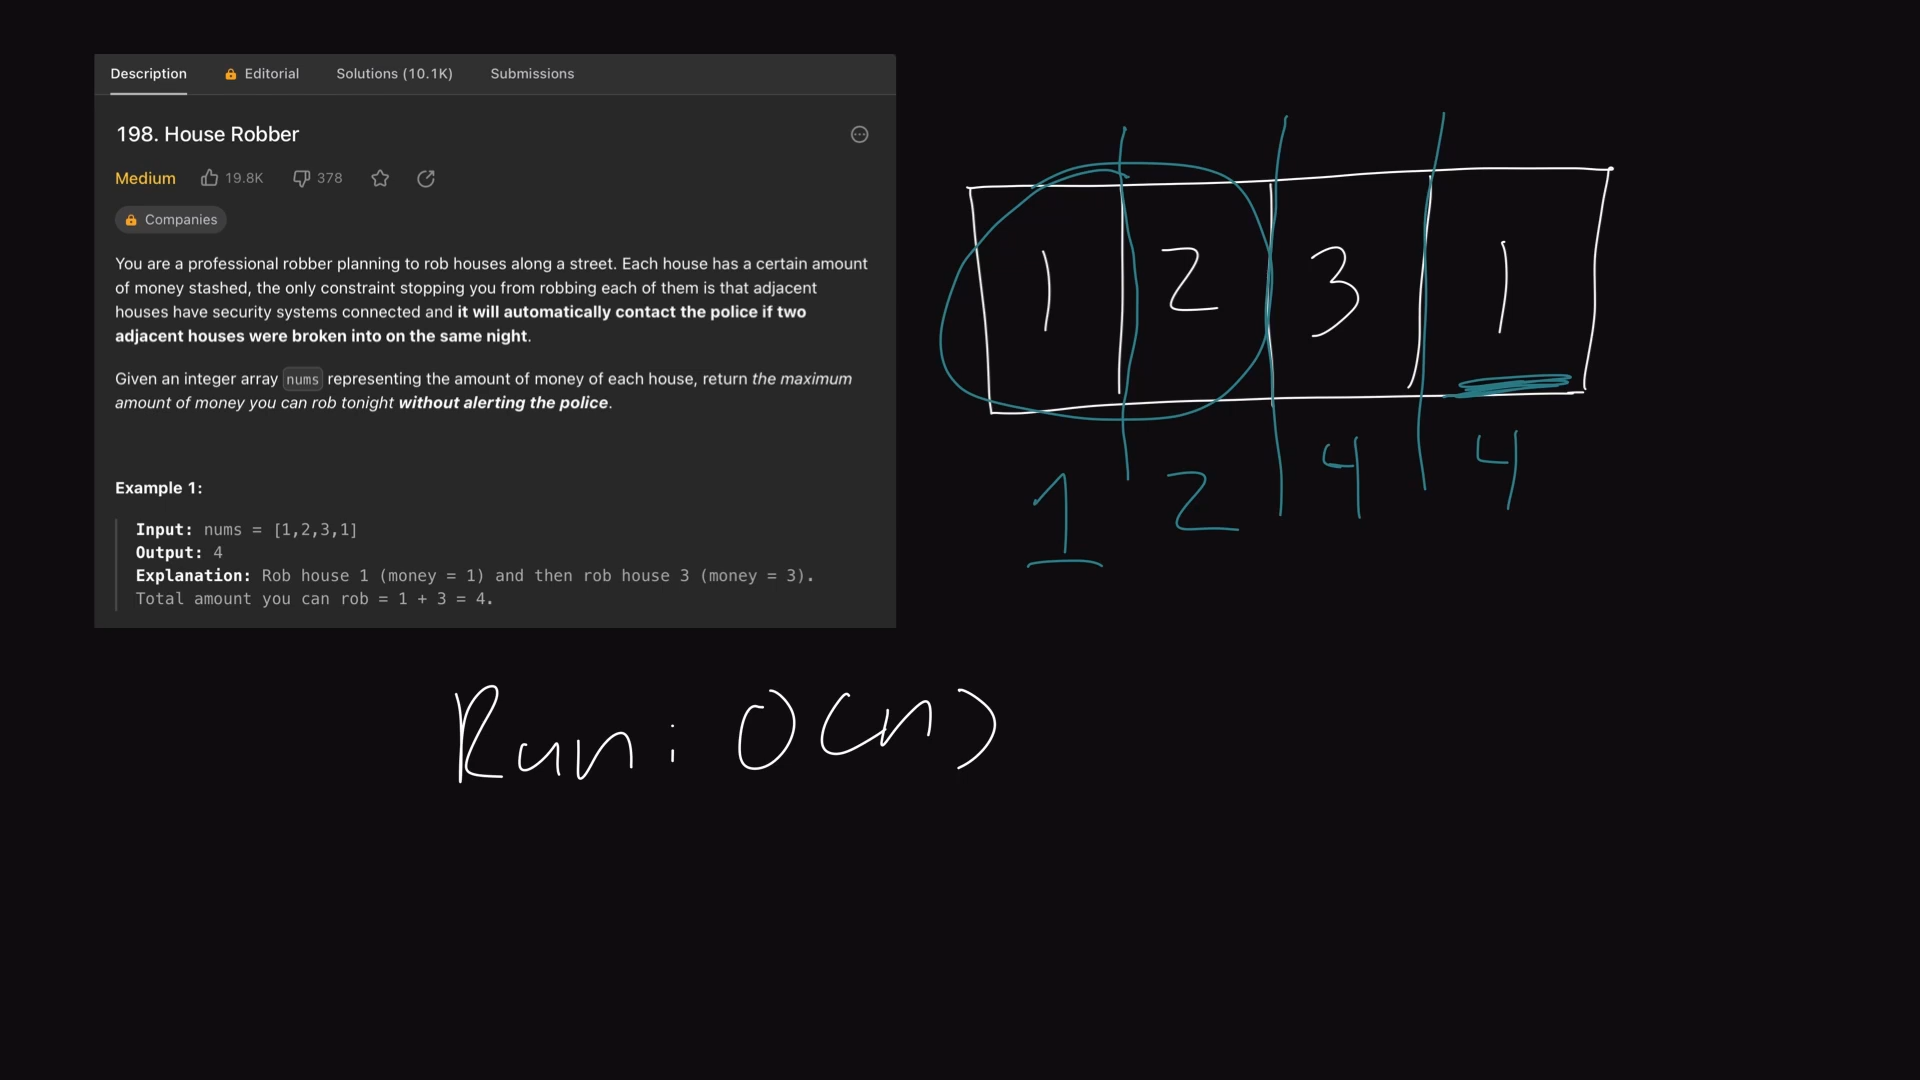 Description Editorial Solutions (10.1K) Submissions
198. House Robber
Medium 19.8K 378
Companies
You are a professional robber planning to rob houses along a street. Each house has a certain amount
of money stashed, the only constraint stopping you from robbing each of them is that adjacent
houses have security systems connected and it will automatically contact the police if two
adjacent houses were broken into on the same night.
Given an integer array nums representing the amount of money of each house, return the maximum
amount of money you can rob tonight without alerting the police.
Example 1:
Input: nums = [1,2,3,1]
Output: 4
Explanation: Rob house 1 (money = 1) and then rob house 3 (money = 3).
Total amount you can rob = 1 + 3 = 4.
1 2 3 1
1 2 4 4
Run: O(n)